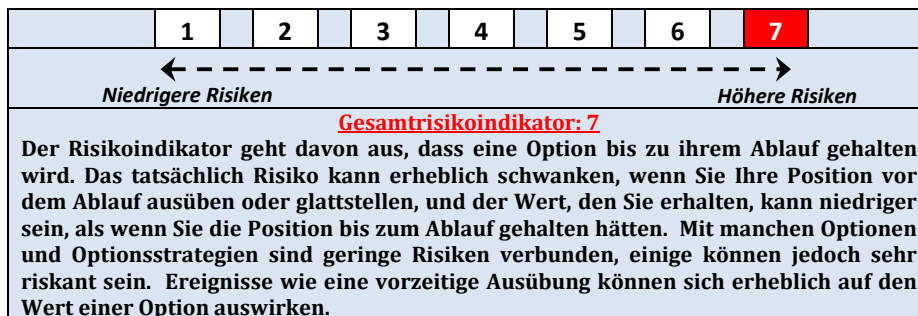 1 2 3 4 5 6 7
Niedrigere Risiken Höhere Risiken
Gesamtrisikoindikator: 7
Der Risikoindikator geht davon aus, dass eine Option bis zu ihrem Ablauf gehalten
wird. Das tatsächlich Risiko kann erheblich schwanken, wenn Sie Ihre Position vor
dem Ablauf ausüben oder glattstellen, und der Wert, den Sie erhalten, kann niedriger
sein, als wenn Sie die Position bis zum Ablauf gehalten hätten. Mit manchen Optionen
und Optionsstrategien sind geringe Risiken verbunden, einige können jedoch sehr
riskant sein. Ereignisse wie eine vorzeitige Ausübung können sich erheblich auf den
Wert einer Option auswirken.